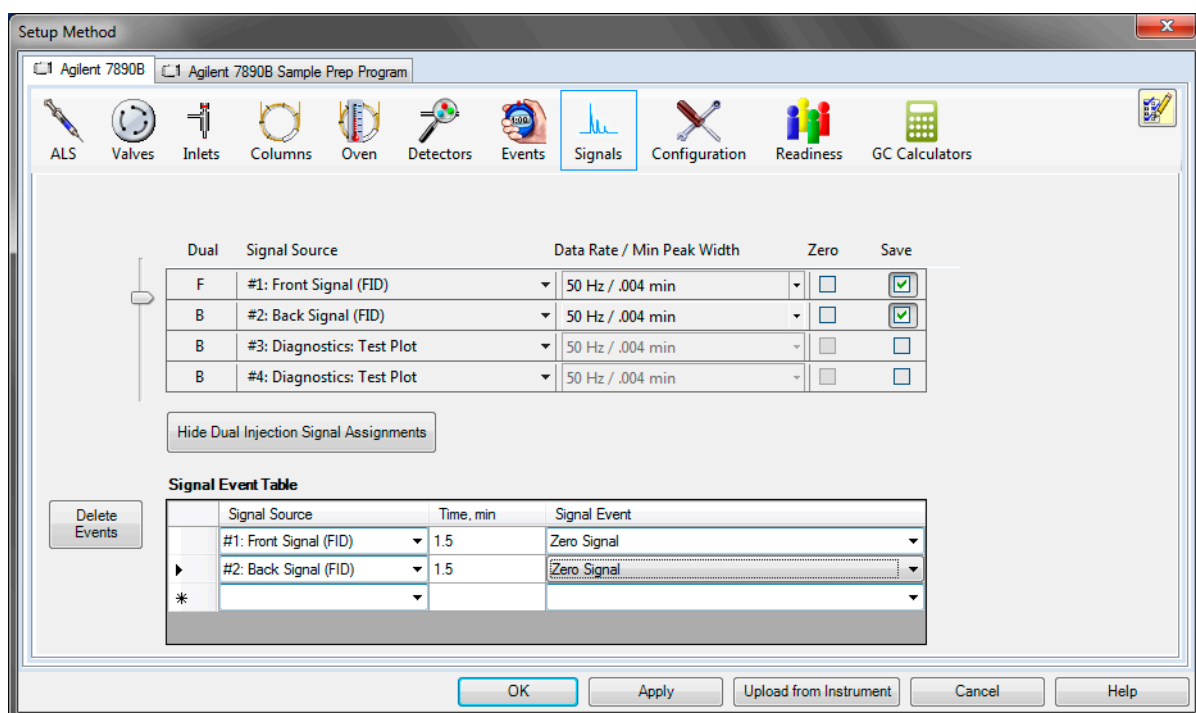 Setup Method
Agilent 7890B Agilent 7890B Sample Prep Program
ALS Valves Inlets Columns Oven Detectors Events Signals Configuration Readiness GC Calculators
Dual Signal Source Data Rate / Min Peak Width Zero Save
F #1: Front Signal (FID) 50 Hz / .004 min
B #2: Back Signal (FID) 50 Hz / .004 min
B #3: Diagnostics: Test Plot 50 Hz / .004 min
B #4: Diagnostics: Test Plot 50 Hz / .004 min
Hide Dual Injection Signal Assignments
Signal Event Table
Delete Events
Signal Source Time, min Signal Event
#1: Front Signal (FID) 1.5 Zero Signal
#2: Back Signal (FID) 1.5 Zero Signal
OK Apply Upload from Instrument Cancel Help